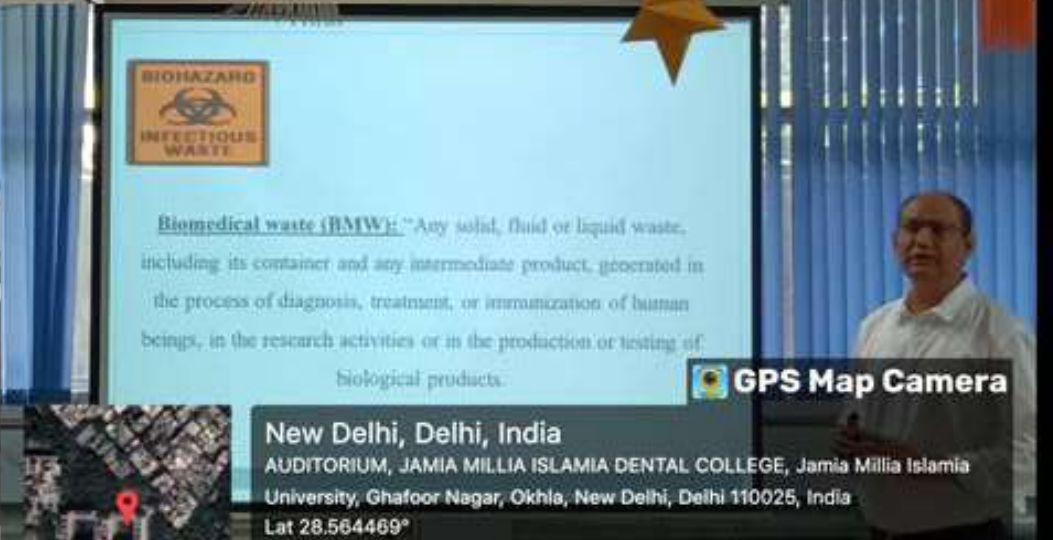 BIOHAZARD
INFECTIOUS
WASTE
Biomedical waste (BMW): "Any solid, fluid or liquid waste,
including its container and any intermediate product, generated in
the process of diagnosis, treatment, or immunization of human
beings, in the research activities or in the production or testing of
biological products.
GPS Map Camera
New Delhi, Delhi, India
AUDITORIUM, JAMIA MILLIA ISLAMIA DENTAL COLLEGE, Jamia Millia Islamia
University, Ghafoor Nagar, Okhla, New Delhi, Delhi 110025, India
Lat 28.564469°